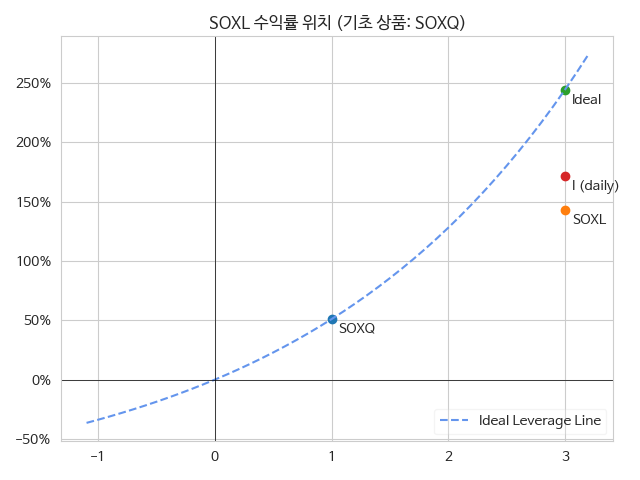 SOXL 수익률 위치 (기초 상품: SOXQ)
250%
200%
150%
100%
50%
0%
−50%
Ideal
I (daily)
SOXL
SOXQ
Ideal Leverage Line
−1
0
1
2
3